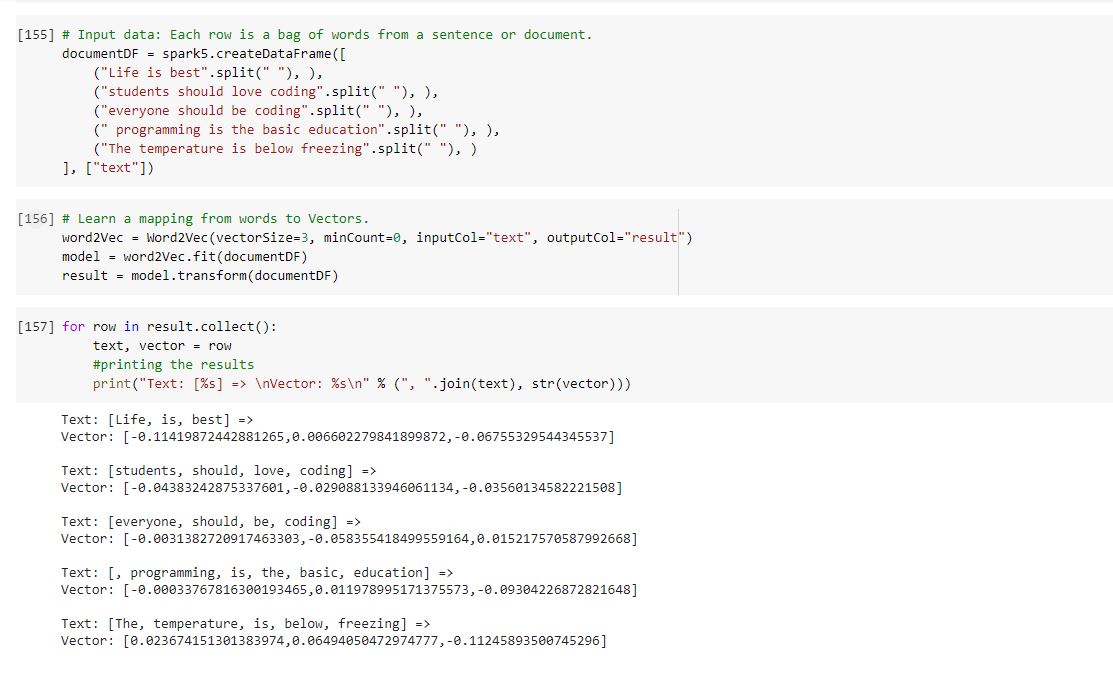 [155] # Input data: Each row is a bag of words from a sentence or document.
documentDF = spark5.createDataFrame([
    ("Life is best".split(" "), ),
    ("students should love coding".split(" "), ),
    ("everyone should be coding".split(" "), ),
    (" programming is the basic education".split(" "), ),
    ("The temperature is below freezing".split(" "), )
], ["text"])
[156] # Learn a mapping from words to Vectors.
word2Vec = Word2Vec(vectorSize=3, minCount=0, inputCol="text", outputCol="result")
model = word2Vec.fit(documentDF)
result = model.transform(documentDF)
[157] for row in result.collect():
    text, vector = row
    #printing the results
    print("Text: [%s] => \nVector: %s\n" % (", ".join(text), str(vector)))
Text: [Life, is, best] =>
Vector: [-0.11419872442881265,0.006602279841899872,-0.06755329544345537]
Text: [students, should, love, coding] =>
Vector: [-0.04383242875337601,-0.029088133946061134,-0.03560134582221508]
Text: [everyone, should, be, coding] =>
Vector: [-0.0031382720917463303,-0.058355418499559164,0.015217570587992668]
Text: [, programming, is, the, basic, education] =>
Vector: [-0.00033767816300193465,0.011978995171375573,-0.09304226872821648]
Text: [The, temperature, is, below, freezing] =>
Vector: [0.023674151301383974,0.06494050472974777,-0.11245893500745296]